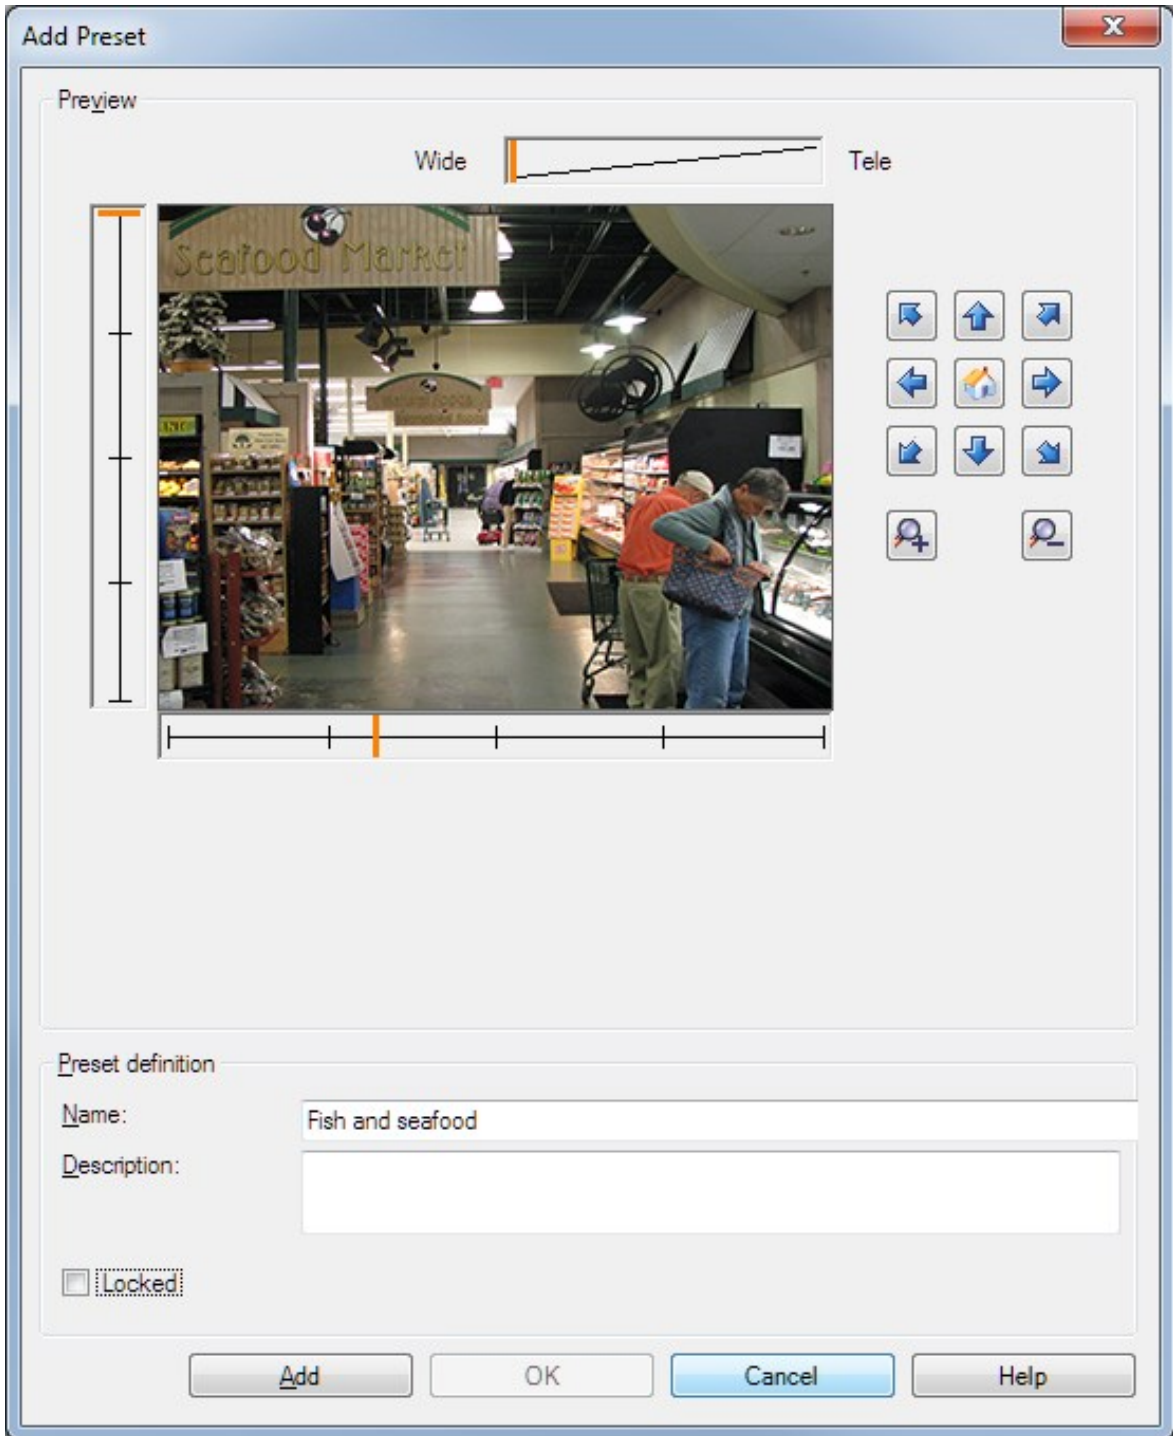 Add Preset
Preview
Wide
Tele
Seafood Market
Preset definition
Name:
Fish and seafood
Description:
Locked
Add
OK
Cancel
Help